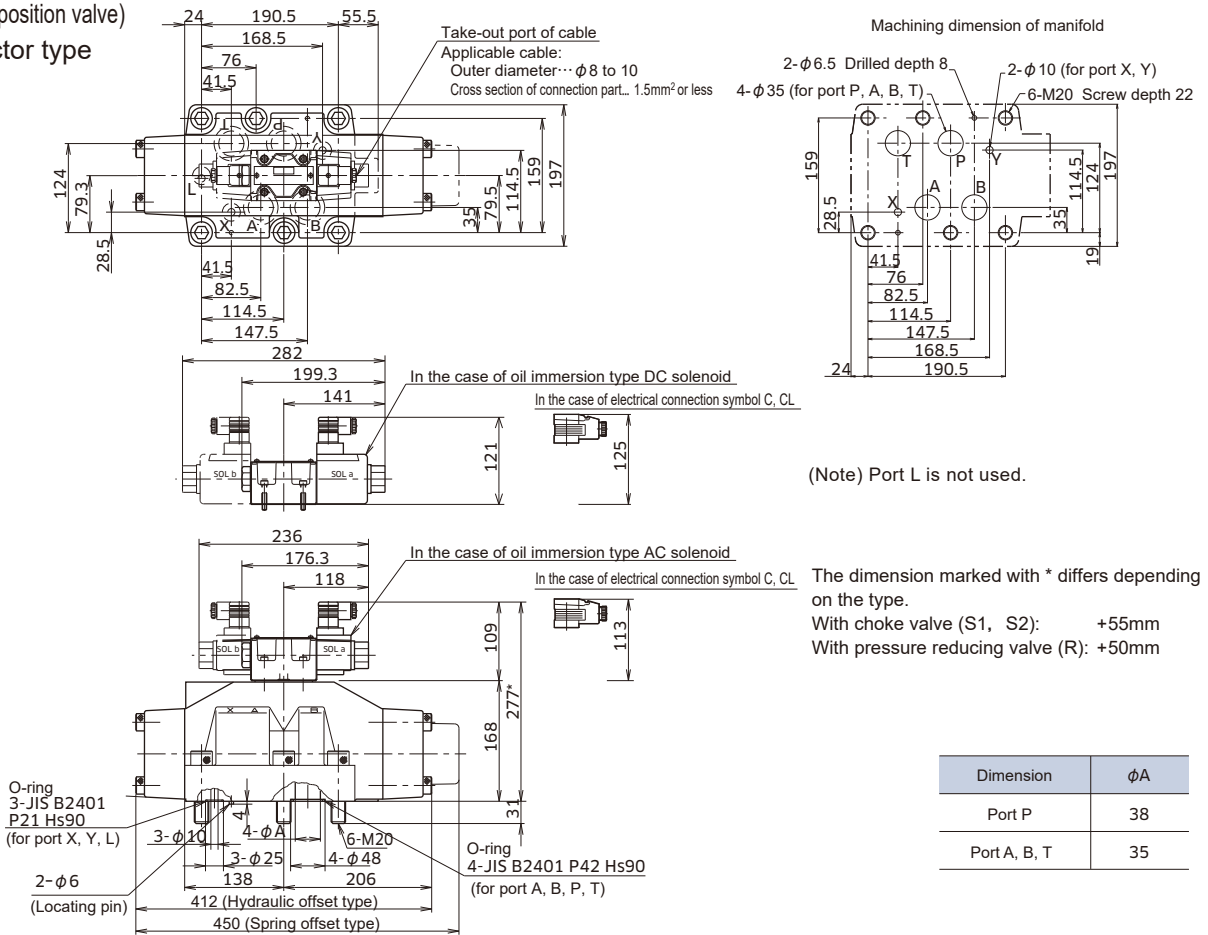 position valve)
ctor type
24
190.5
55.5
168.5
76
41.5
Take-out port of cable
Applicable cable:
Outer diameter…φ8 to 10
Cross section of connection part... 1.5mm² or less
124
79.3
28.5
T
P
Y
L
X
A
B
35
79.5
114.5
159
197
41.5
82.5
114.5
147.5
Machining dimension of manifold
2-φ6.5 Drilled depth 8
2-φ10 (for port X, Y)
4-φ35 (for port P, A, B, T)
6-M20 Screw depth 22
159
28.5
T
P
Y
A
B
X
35
114.5
124
197
19
41.5
76
82.5
114.5
147.5
168.5
24
190.5
282
199.3
141
In the case of oil immersion type DC solenoid
In the case of electrical connection symbol C, CL
SOL b
SOL a
121
125
(Note) Port L is not used.
236
176.3
118
In the case of oil immersion type AC solenoid
In the case of electrical connection symbol C, CL
SOL b
SOL a
109
113
277*
168
31
The dimension marked with * differs depending
on the type.
With choke valve (S1, S2): +55mm
With pressure reducing valve (R): +50mm
O-ring
3-JIS B2401
P21 Hs90
(for port X, Y, L)
4
3-φ10
4-φA
6-M20
3-φ25
4-φ48
O-ring
4-JIS B2401 P42 Hs90
(for port A, B, P, T)
2-φ6
(Locating pin)
138
206
412 (Hydraulic offset type)
450 (Spring offset type)
Dimension φA
Port P 38
Port A, B, T 35